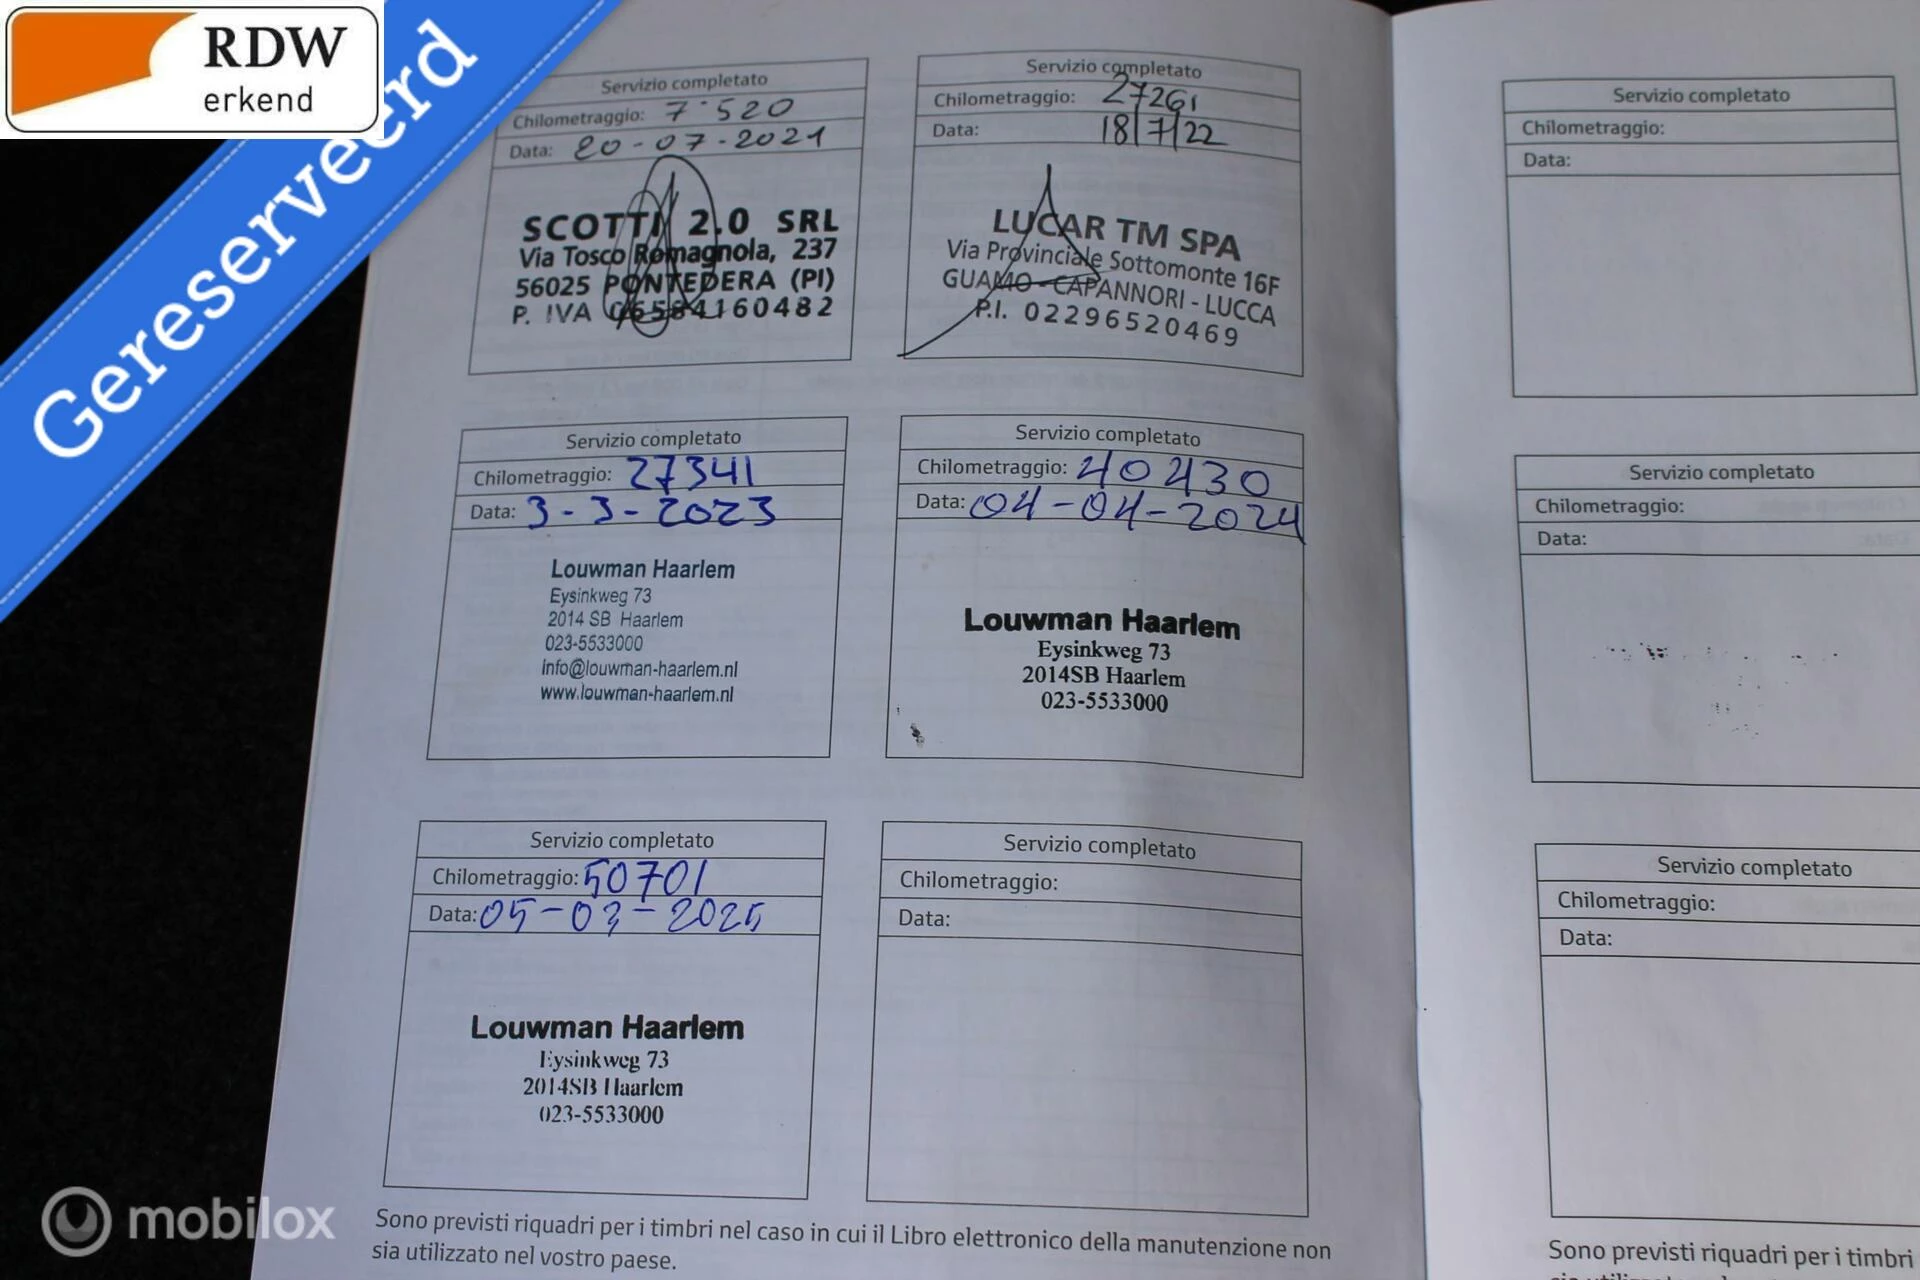 RDW
erkend
Gereserveerd
Servizio completato
Chilometraggio: 7.520
Data: 20-07-2021
SCOTTI 2.0 SRL
Via Tosco Romagnola, 237
56025 PONTEDERA (PI)
P. IVA 06584160482
Servizio completato
Chilometraggio: 27261
Data: 18/7/22
LUCAR TM SPA
Via Provinciale Sottomonte 16F
GUAMO - CAPANNORI - LUCCA
P.I. 02296520469
Servizio completato
Chilometraggio: 27341
Data: 3-3-2023
Louwman Haarlem
Eysinkweg 73
2014 SB Haarlem
023-5533000
info@louwman-haarlem.nl
www.louwman-haarlem.nl
Servizio completato
Chilometraggio: 40430
Data: 04-04-2024
Louwman Haarlem
Eysinkweg 73
2014SB Haarlem
023-5533000
Servizio completato
Chilometraggio: 50701
Data: 05-03-2025
Louwman Haarlem
Eysinkweg 73
2014SB Haarlem
023-5533000
Servizio completato
Chilometraggio:
Data:
Sono previsti riquadri per i timbri nel caso in cui il Libro elettronico della manutenzione non
sia utilizzato nel vostro paese.
Servizio completato
Chilometraggio:
Data:
Servizio completato
Chilometraggio:
Data:
Servizio completato
Chilometraggio:
Data:
Sono previsti riquadri per i timbri
mobilox